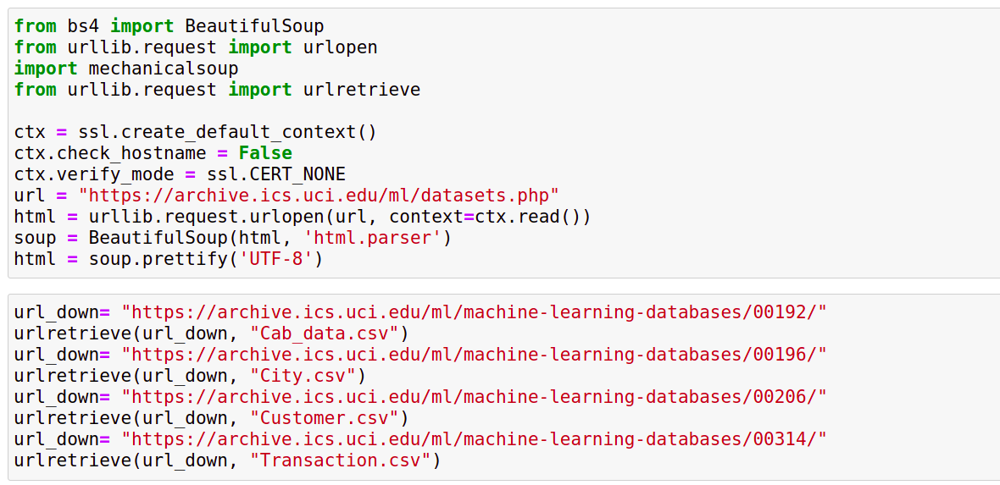 from bs4 import BeautifulSoup
from urllib.request import urlopen
import mechanicalsoup
from urllib.request import urlretrieve

ctx = ssl.create_default_context()
ctx.check_hostname = False
ctx.verify_mode = ssl.CERT_NONE
url = "https://archive.ics.uci.edu/ml/datasets.php"
html = urllib.request.urlopen(url, context=ctx.read())
soup = BeautifulSoup(html, 'html.parser')
html = soup.prettify('UTF-8')

url_down= "https://archive.ics.uci.edu/ml/machine-learning-databases/00192/"
urlretrieve(url_down, "Cab_data.csv")
url_down= "https://archive.ics.uci.edu/ml/machine-learning-databases/00196/"
urlretrieve(url_down, "City.csv")
url_down= "https://archive.ics.uci.edu/ml/machine-learning-databases/00206/"
urlretrieve(url_down, "Customer.csv")
url_down= "https://archive.ics.uci.edu/ml/machine-learning-databases/00314/"
urlretrieve(url_down, "Transaction.csv")